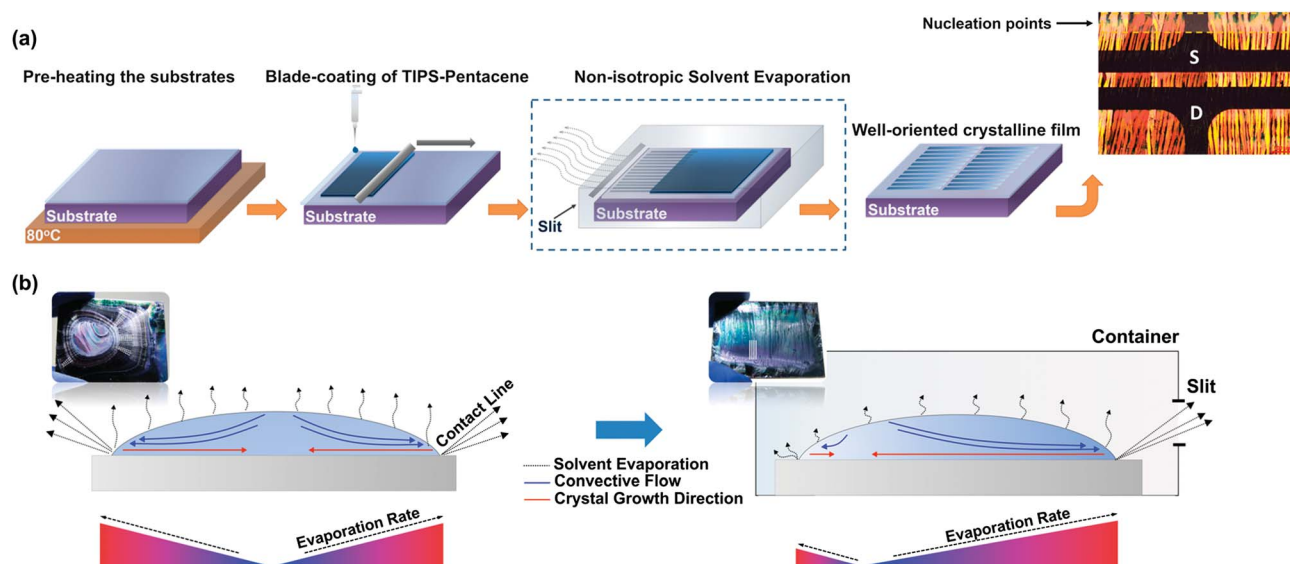 (a)
Nucleation points
S
D
Pre-heating the substrates
Blade-coating of TIPS-Pentacene
Non-isotropic Solvent Evaporation
Well-oriented crystalline film
Substrate
80°C
Substrate
Slit
Substrate
Substrate
(b)
Contact Line
Container
Slit
Solvent Evaporation
Convective Flow
Crystal Growth Direction
Evaporation Rate
Evaporation Rate